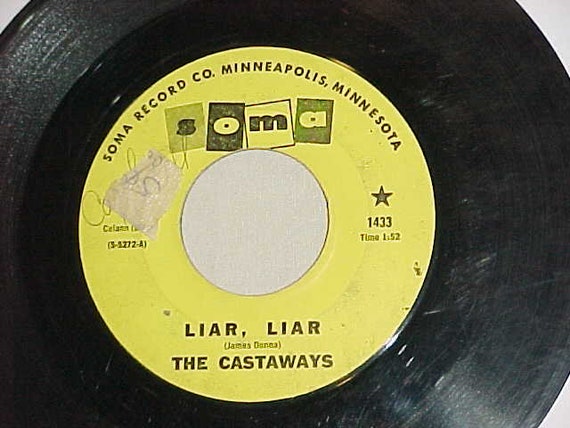 SOMA RECORD CO. MINNEAPOLIS, MINNESOTA
soma
Celann
(S-5272-A)
1433
Time 1:52
LIAR, LIAR
(James Donna)
THE CASTAWAYS